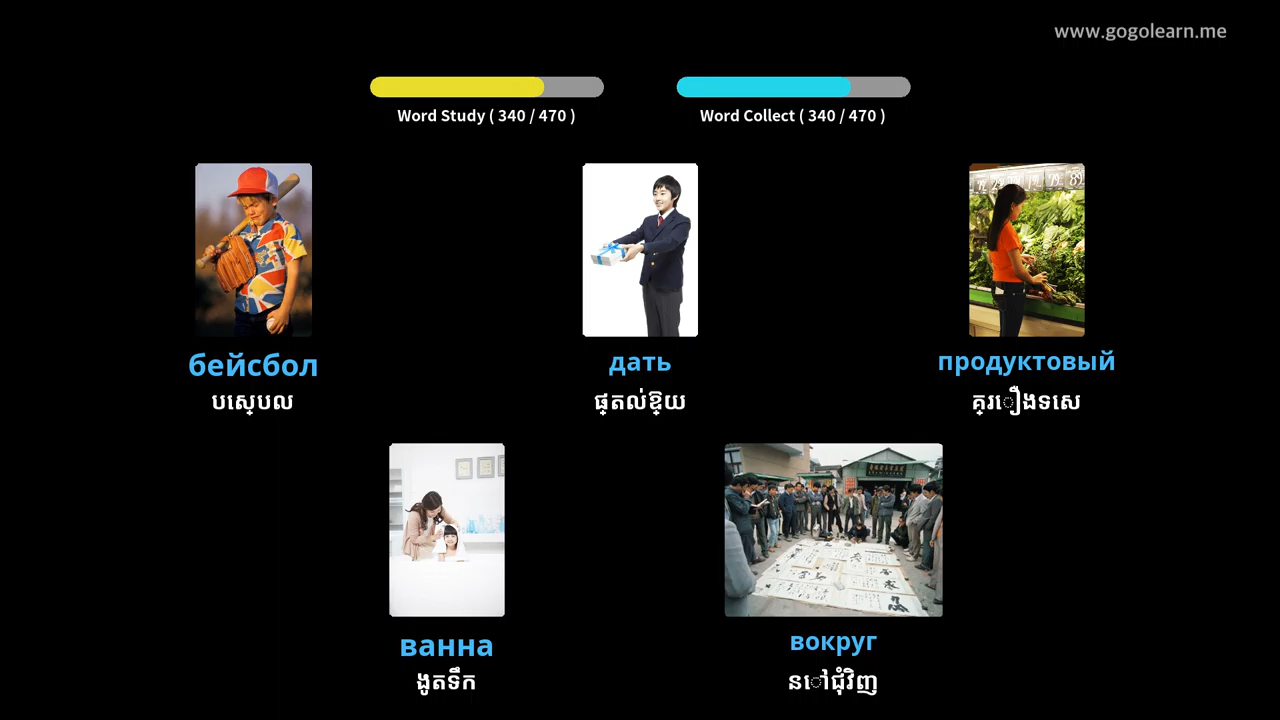 www.gogolearn.me
Word Study ( 340 / 470 )
Word Collect ( 340 / 470 )
бейсбол
បស្បេល
дать
ផ្តល់ឱ្យ
продуктовый
គ្រឿងទេស
ванна
ងូតទឹក
вокруг
នៅជុំវិញ